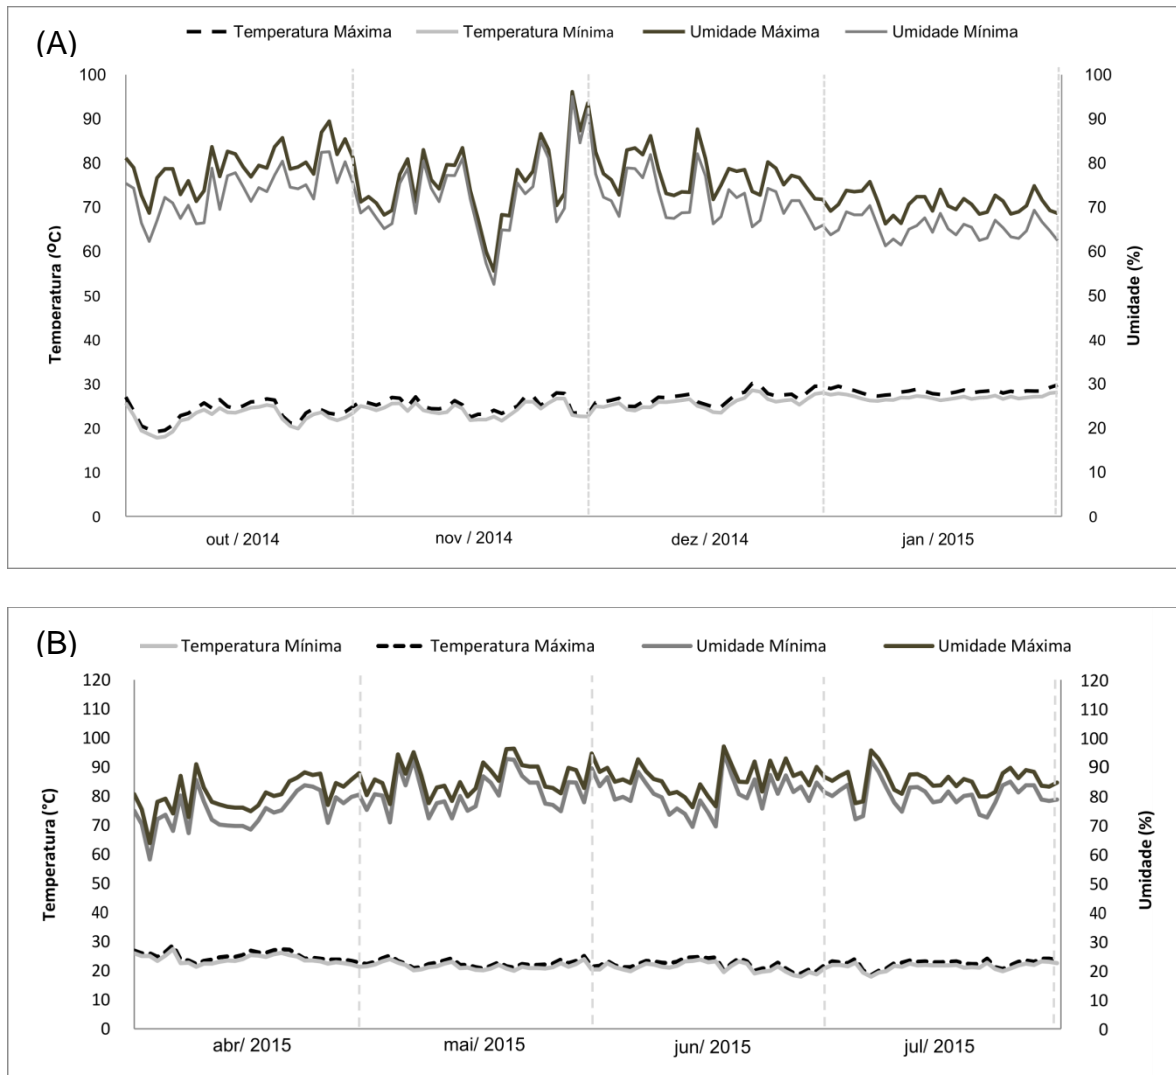 (A)
Temperatura Máxima Temperatura Mínima Umidade Máxima Umidade Mínima
100 100
90 90
80 80
70 70
60 60
50 50
40 40
30 30
20 20
10 10
0 0
Temperatura (ºC)
Umidade (%)
out / 2014 nov / 2014 dez / 2014 jan / 2015
(B)
Temperatura Mínima Temperatura Máxima Umidade Mínima Umidade Máxima
120 120
110 110
100 100
90 90
80 80
70 70
60 60
50 50
40 40
30 30
20 20
10 10
0 0
Temperatura (°C)
Umidade (%)
abr/ 2015 mai/ 2015 jun/ 2015 jul/ 2015